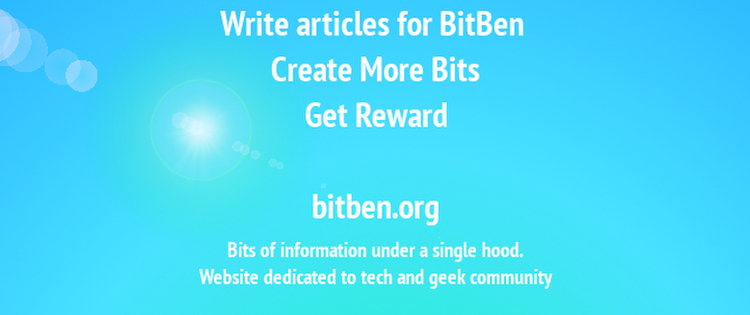 Write articles for BitBen
Create More Bits
Get Reward
bitben.org
Bits of information under a single hood.
Website dedicated to tech and geek community